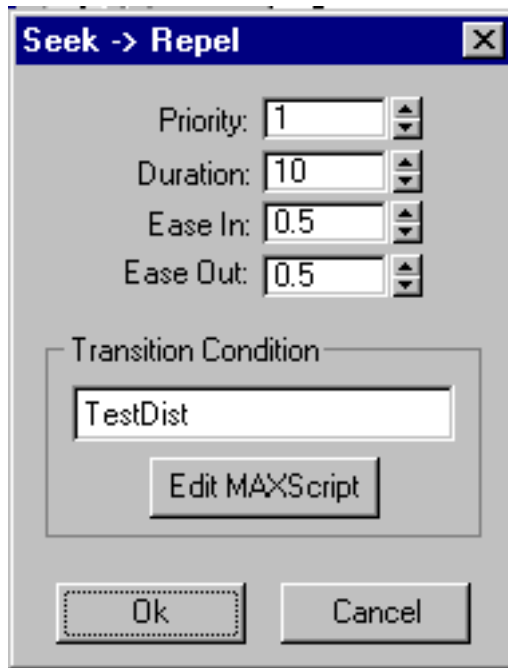 Seek -> Repel
Priority: 1
Duration: 10
Ease In: 0.5
Ease Out: 0.5
Transition Condition
TestDist
Edit MAXScript
Ok Cancel